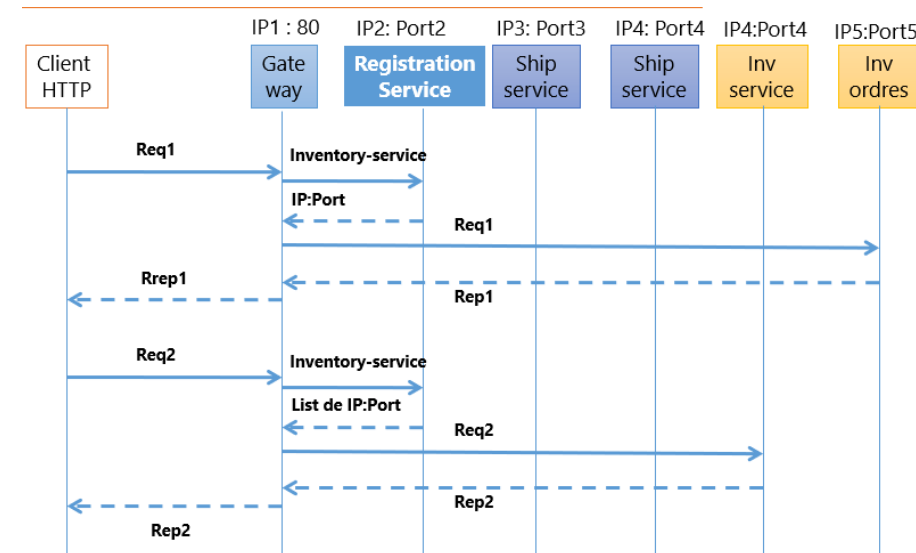 IP1 : 80
IP2: Port2
IP3: Port3
IP4: Port4
IP4:Port4
IP5:Port5
Client
HTTP
Gate
way
Registration
Service
Ship
service
Ship
service
Inv
service
Inv
ordres
Req1
Inventory-service
IP:Port
Req1
Rrep1
Rep1
Req2
Inventory-service
List de IP:Port
Req2
Rep2
Rep2